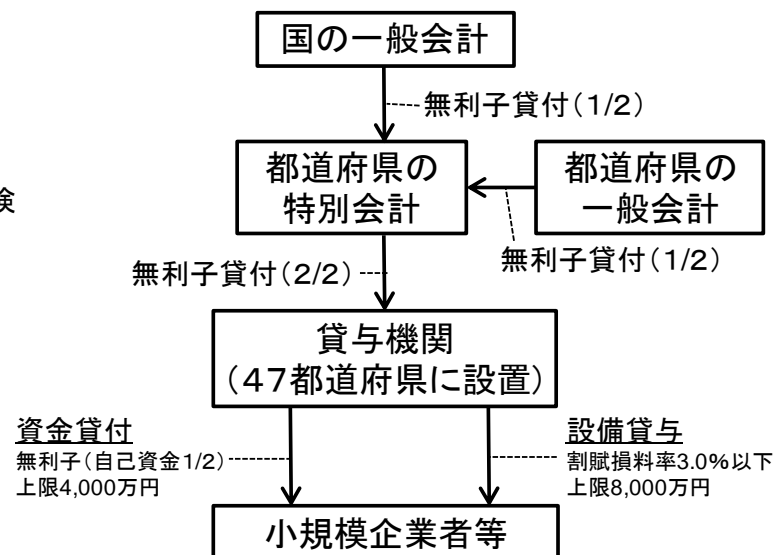 国の一般会計
無利子貸付(1/2)
都道府県の
特別会計
都道府県の
一般会計
険
無利子貸付(1/2)
無利子貸付(2/2)
貸与機関
(47都道府県に設置)
資金貸付
無利子(自己資金1/2)
上限4,000万円
設備貸与
割賦損料率3.0%以下
上限8,000万円
小規模企業者等